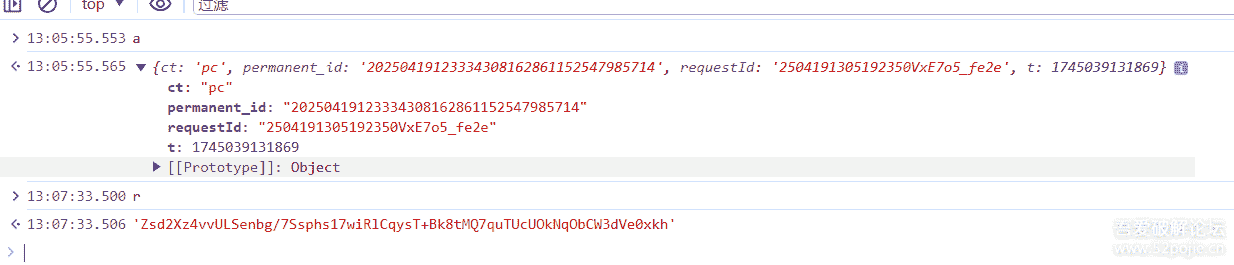 top 过滤
13:05:55.553 a
13:05:55.565 {ct: 'pc', permanent_id: '20250419123334308162861152547985714', requestId: '2504191305192350VxE7o5_fe2e', t: 1745039131869}
ct: "pc"
permanent_id: "20250419123334308162861152547985714"
requestId: "2504191305192350VxE7o5_fe2e"
t: 1745039131869
[[Prototype]]: Object
13:07:33.500 r
13:07:33.506 'Zsd2Xz4vvULSenbg/7Ssphs17wiRlCqysT+Bk8tMQ7quTUcUOkNqObCW3dVe0xkh'
吾爱破解论坛
www.52pojie.cn